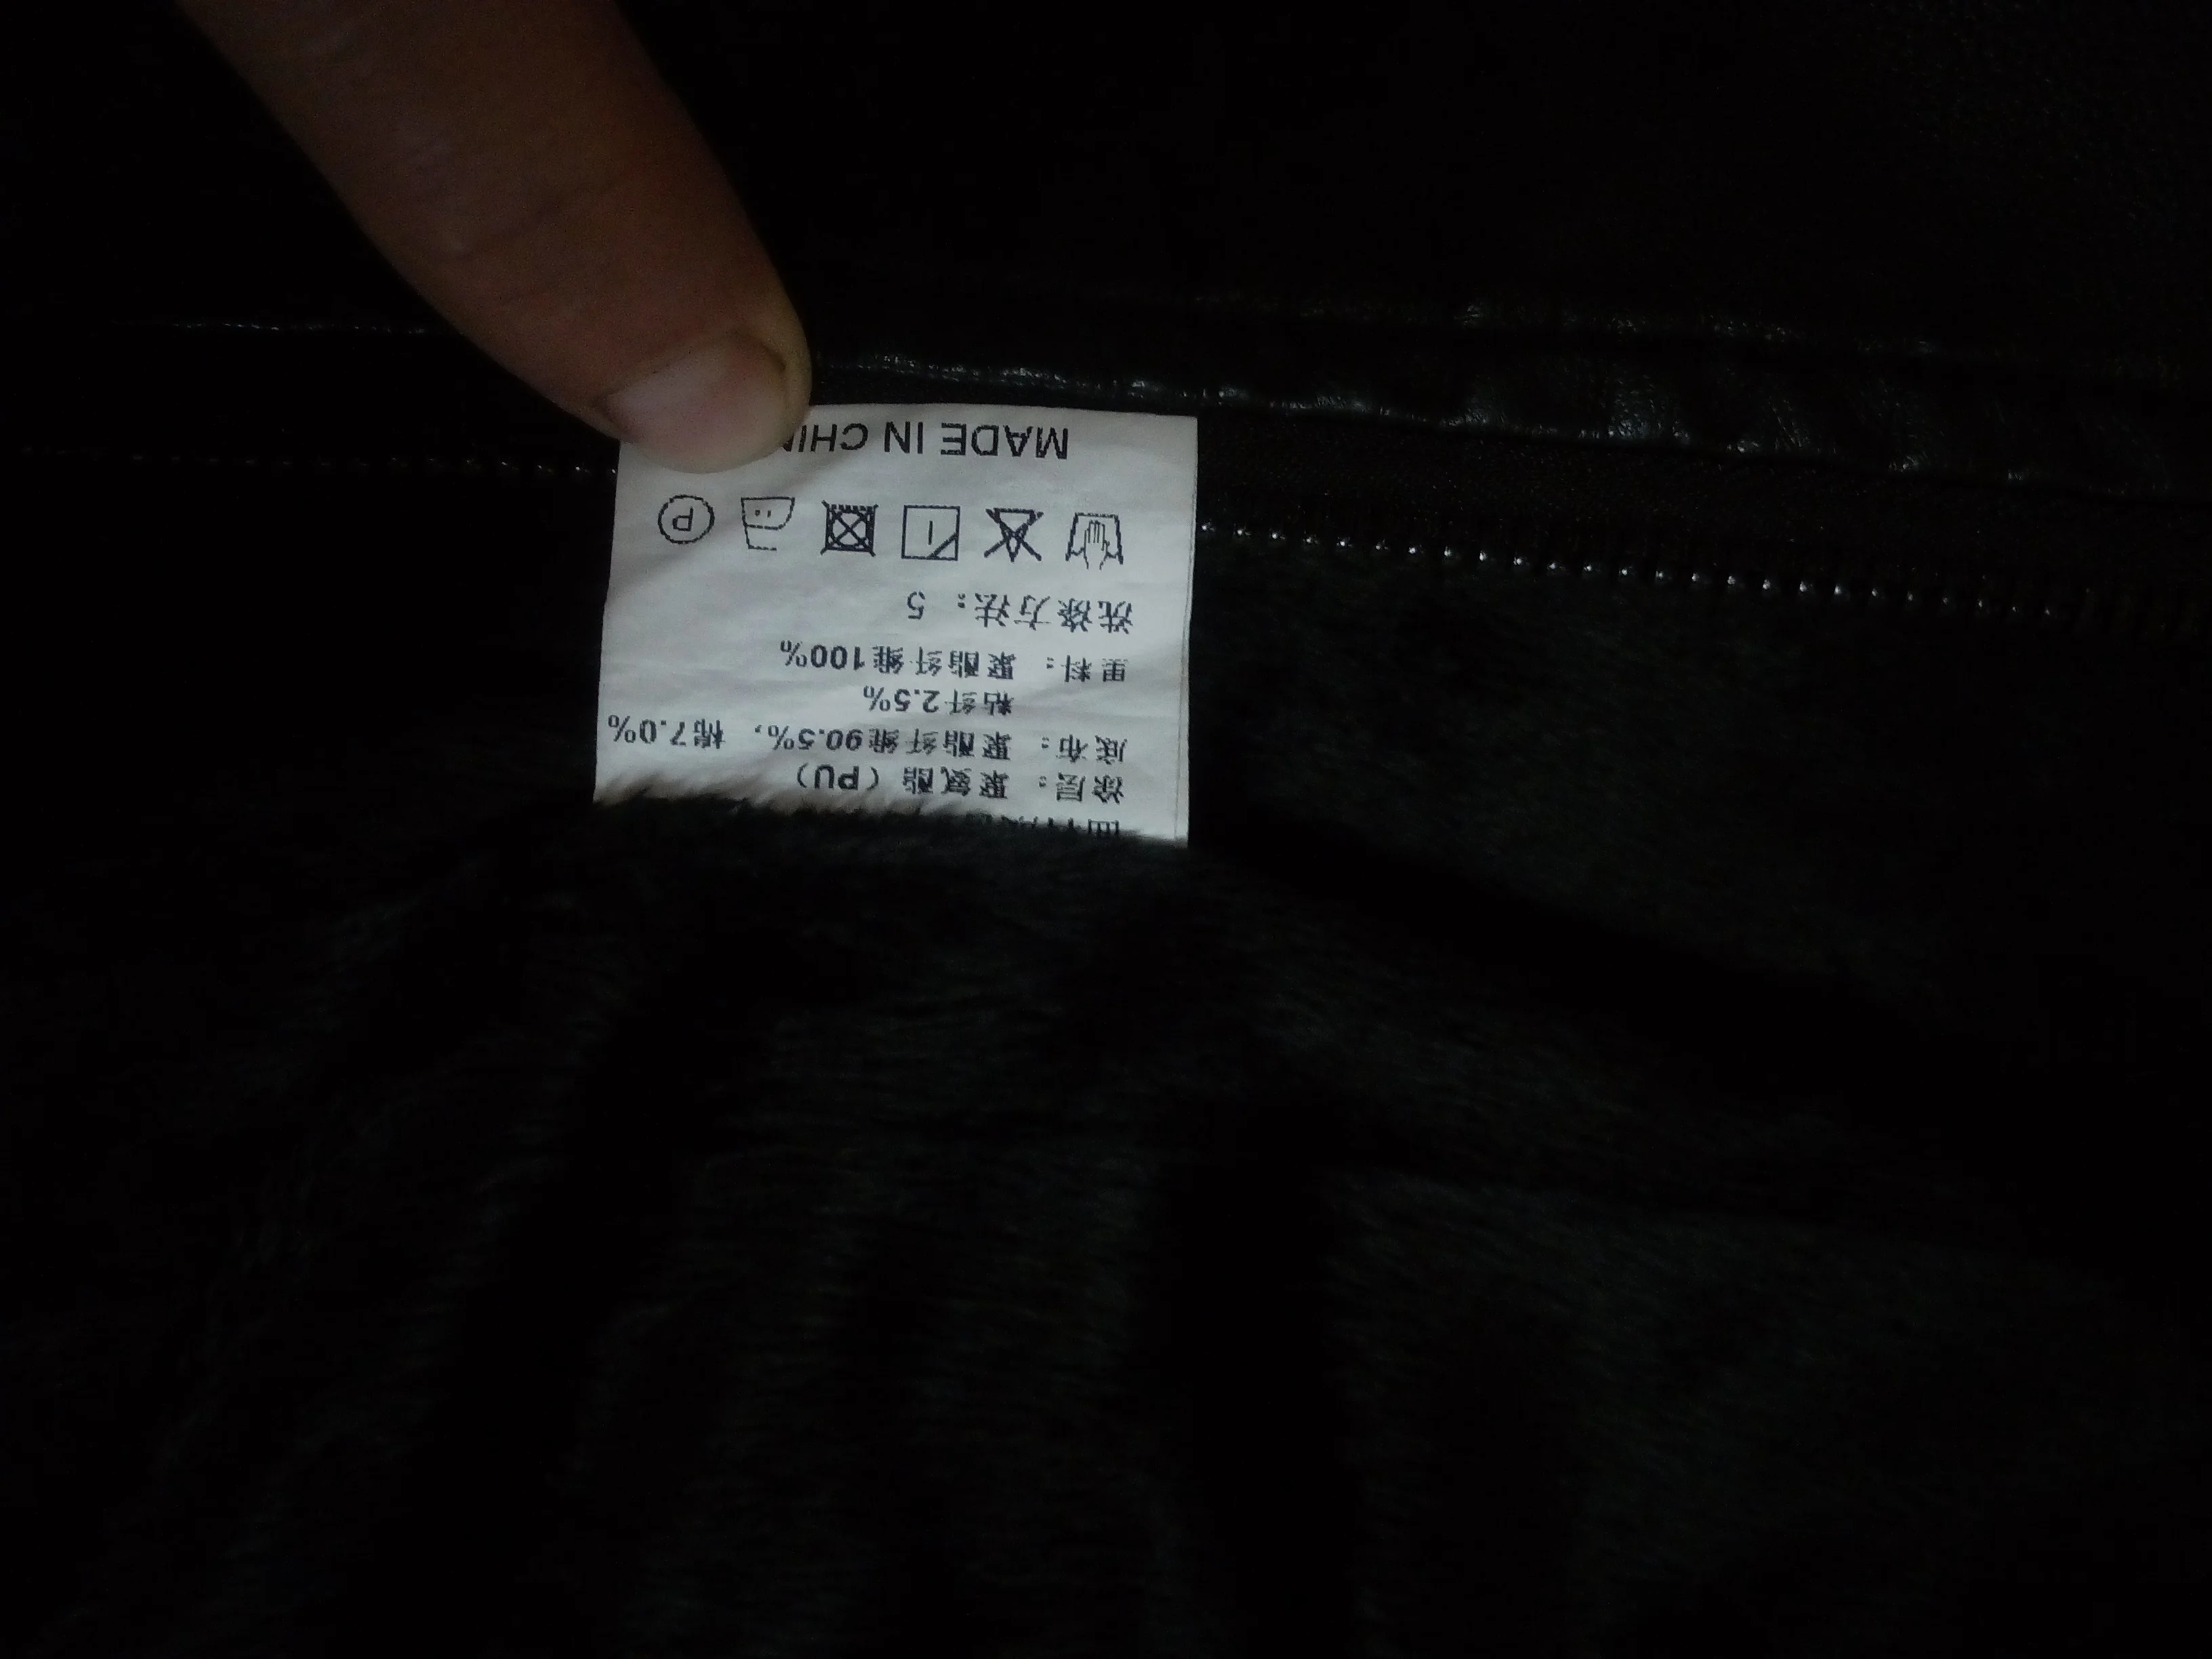 涂层：聚氨酯（PU）
底布：聚酯纤维90.5%，棉7.0%
粘纤2.5%
里料：聚酯纤维100%
洗涤方法：5
P
MADE IN CHIN